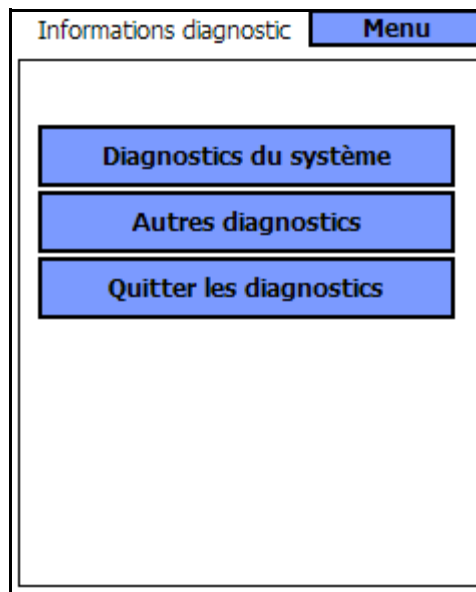 Informations diagnostic Menu
Diagnostics du système
Autres diagnostics
Quitter les diagnostics